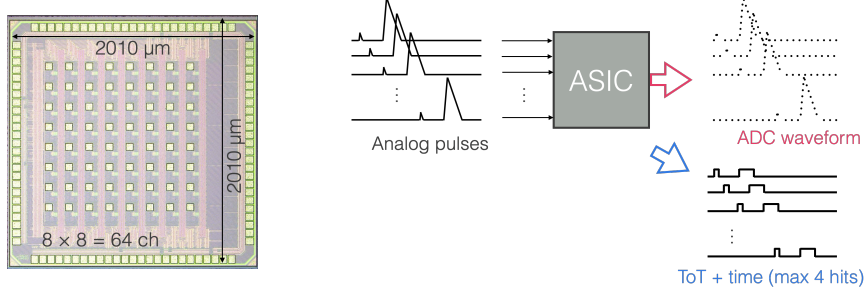 2010 µm
2010 µm
8 × 8 = 64 ch
Analog pulses
ASIC
ADC waveform
ToT + time (max 4 hits)